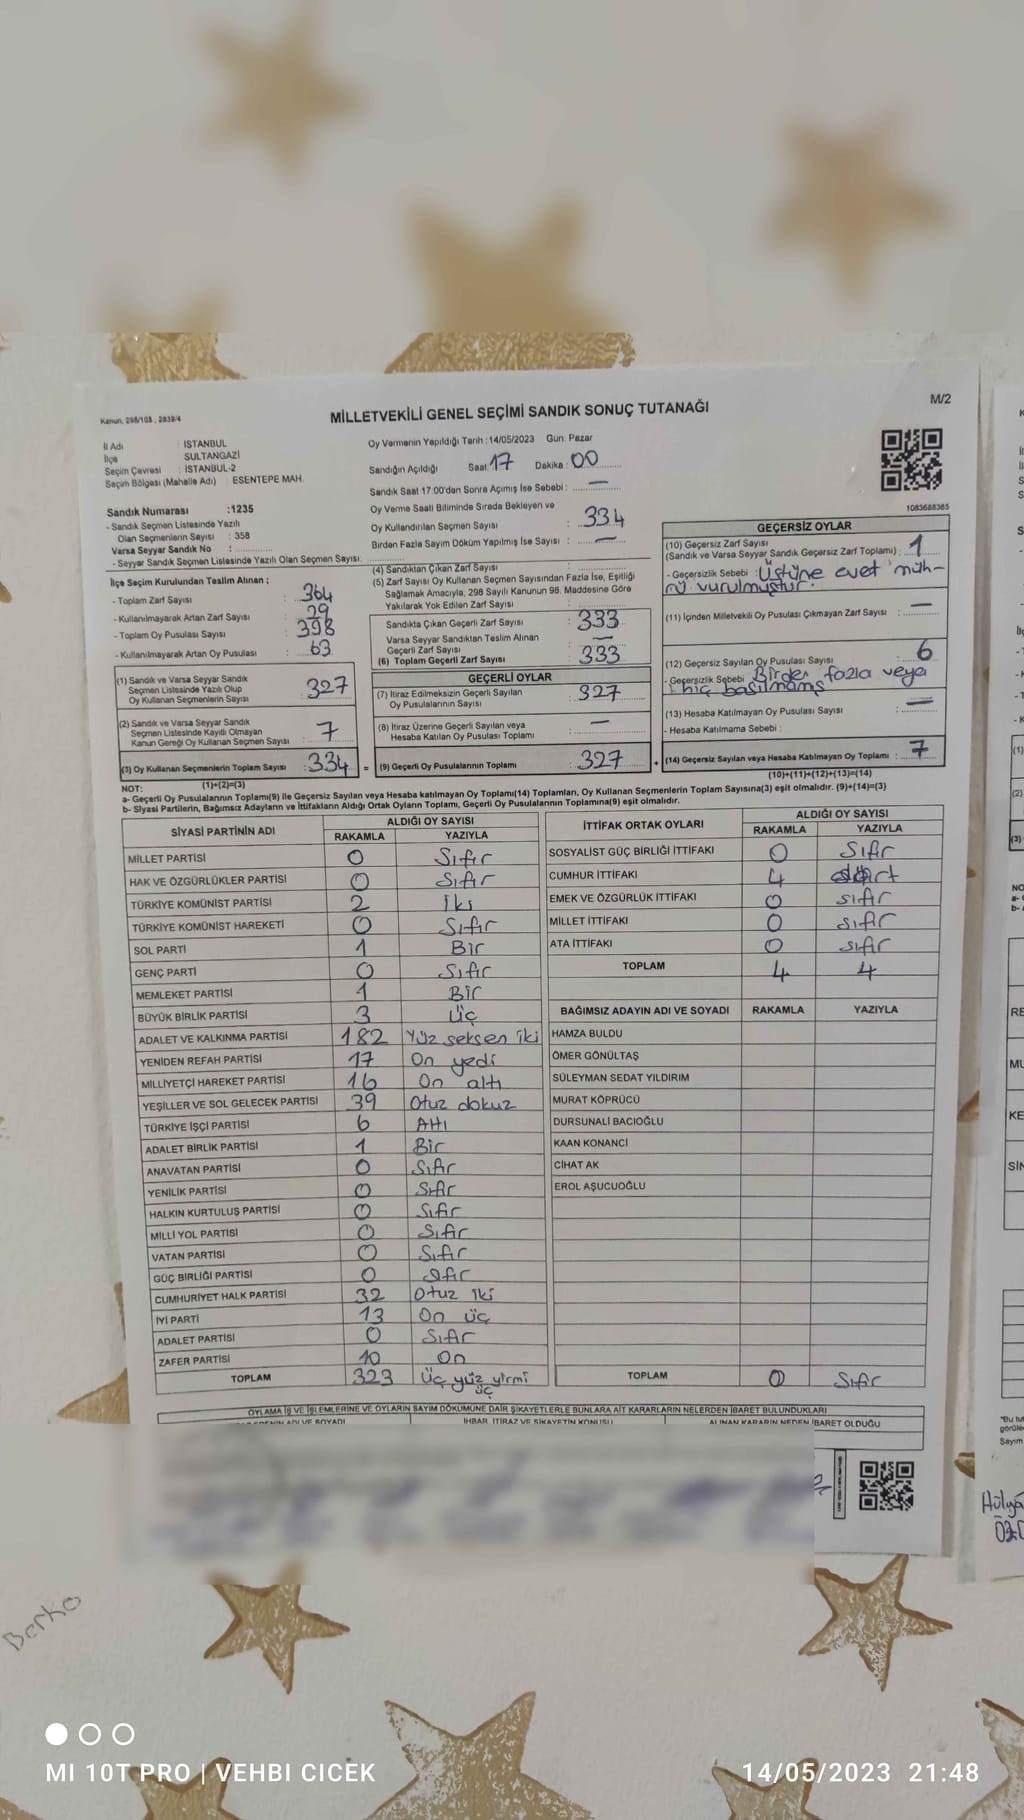 Kanun, 298/105, 2839/4
MİLLETVEKİLİ GENEL SEÇİMİ SANDIK SONUÇ TUTANAĞI
M/2
İl Adı : İSTANBUL
İlçe SULTANGAZİ
Seçim Çevresi : İSTANBUL-2
Seçim Bölgesi (Mahalle Adı) : ESENTEPE MAH.
Sandık Numarası :1235
- Sandık Seçmen Listesinde Yazılı
Olan Seçmenlerin Sayısı : 358
Varsa Seyyar Sandık No :
- Seyyar Sandık Seçmen Listesinde Yazılı Olan Seçmen Sayısı:
Oy Vermenin Yapıldığı Tarih :14/05/2023 Gün: Pazar
Sandığın Açıldığı Saat: 17 Dakika : 00
Sandık Saat 17:00'den Sonra Açımış İse Sebebi : —
Oy Verme Saati Bitiminde Sırada Bekleyen ve
Oy Kullandırılan Seçmen Sayısı : 334
Birden Fazla Sayım Döküm Yapılmış İse Sayısı : —
1083688385
İlçe Seçim Kurulundan Teslim Alınan ;
- Toplam Zarf Sayısı : 364
- Kullanılmayarak Artan Zarf Sayısı : 29
- Toplam Oy Pusulası Sayısı : 398
- Kullanılmayarak Artan Oy Pusulası : 63
(1) Sandık ve Varsa Seyyar Sandık
Seçmen Listesinde Yazılı Olup
Oy Kullanan Seçmenlerin Sayısı : 327
(2) Sandık ve Varsa Seyyar Sandık
Seçmen Listesinde Kayıtlı Olmayan
Kanun Gereği Oy Kullanan Seçmen Sayısı : 7
(3) Oy Kullanan Seçmenlerin Toplam Sayısı : 334 =
(1)+(2)=(3)
(4) Sandıktan Çıkan Zarf Sayısı :
(5) Zarf Sayısı Oy Kullanan Seçmen Sayısından Fazla İse, Eşitliği
Sağlamak Amacıyla, 298 Sayılı Kanunun 98. Maddesine Göre
Yakılarak Yok Edilen Zarf Sayısı :
Sandıkta Çıkan Geçerli Zarf Sayısı : 333
Varsa Seyyar Sandıktan Teslim Alınan
Geçerli Zarf Sayısı : —
(6) Toplam Geçerli Zarf Sayısı : 333
GEÇERLİ OYLAR
(7) İtiraz Edilmeksizin Geçerli Sayılan
Oy Pusulalarının Sayısı : 327
(8) İtiraz Üzerine Geçerli Sayılan veya
Hesaba Katılan Oy Pusulası Toplamı : —
(9) Geçerli Oy Pusulalarının Toplamı : 327 +
GEÇERSİZ OYLAR
(10) Geçersiz Zarf Sayısı
(Sandık ve Varsa Seyyar Sandık Geçersiz Zarf Toplamı) : 1
- Geçersizlik Sebebi : Üstüne evet müh-
rü vurulmuştur.
(11) İçinden Milletvekili Oy Pusulası Çıkmayan Zarf Sayısı : —
(12) Geçersiz Sayılan Oy Pusulası Sayısı : 6
- Geçersizlik Sebebi Birden fazla veya
hiç basılmamış
(13) Hesaba Katılmayan Oy Pusulası Sayısı : —
- Hesaba Katılmama Sebebi :
(14) Geçersiz Sayılan veya Hesaba Katılmayan Oy Toplamı : 7
(10)+(11)+(12)+(13)=(14)
NOT:
a- Geçerli Oy Pusulalarının Toplamı(9) ile Geçersiz Sayılan veya Hesaba katılmayan Oy Toplamı(14) Toplamları, Oy Kullanan Seçmenlerin Toplam Sayısına(3) eşit olmalıdır. (9)+(14)=(3)
b- Siyasi Partilerin, Bağımsız Adayların ve İttifakların Aldığı Ortak Oyların Toplamı, Geçerli Oy Pusulalarının Toplamına(9) eşit olmalıdır.
SİYASİ PARTİNİN ADI ALDIĞI OY SAYISI
RAKAMLA YAZIYLA
MİLLET PARTİSİ 0 Sıfır
HAK VE ÖZGÜRLÜKLER PARTİSİ 0 Sıfır
TÜRKİYE KOMÜNİST PARTİSİ 2 İki
TÜRKİYE KOMÜNİST HAREKETİ 0 Sıfır
SOL PARTİ 1 Bir
GENÇ PARTİ 0 Sıfır
MEMLEKET PARTİSİ 1 Bir
BÜYÜK BİRLİK PARTİSİ 3 üç
ADALET VE KALKINMA PARTİSİ 182 Yüz seksen iki
YENİDEN REFAH PARTİSİ 17 On yedi
MİLLİYETÇİ HAREKET PARTİSİ 16 On altı
YEŞİLLER VE SOL GELECEK PARTİSİ 39 Otuz dokuz
TÜRKİYE İŞÇİ PARTİSİ 6 Altı
ADALET BİRLİK PARTİSİ 1 Bir
ANAVATAN PARTİSİ 0 Sıfır
YENİLİK PARTİSİ 0 Sıfır
HALKIN KURTULUŞ PARTİSİ 0 Sıfır
MİLLİ YOL PARTİSİ 0 Sıfır
VATAN PARTİSİ 0 Sıfır
GÜÇ BİRLİĞİ PARTİSİ 0 Sıfır
CUMHURİYET HALK PARTİSİ 32 Otuz iki
İYİ PARTİ 13 On üç
ADALET PARTİSİ 0 Sıfır
ZAFER PARTİSİ 10 On
TOPLAM 323 Üç yüz yirmi
üç
İTTİFAK ORTAK OYLARI ALDIĞI OY SAYISI
RAKAMLA YAZIYLA
SOSYALİST GÜÇ BİRLİĞİ İTTİFAKI 0 Sıfır
CUMHUR İTTİFAKI 4 dört
EMEK VE ÖZGÜRLÜK İTTİFAKI 0 sıfır
MİLLET İTTİFAKI 0 sıfır
ATA İTTİFAKI 0 sıfır
TOPLAM 4 4
BAĞIMSIZ ADAYIN ADI VE SOYADI RAKAMLA YAZIYLA
HAMZA BULDU
ÖMER GÖNÜLTAŞ
SÜLEYMAN SEDAT YILDIRIM
MURAT KÖPRÜCÜ
DURSUNALİ BACIOĞLU
KAAN KONANCİ
CİHAT AK
EROL AŞUCUOĞLU
TOPLAM 0 Sıfır
OYLAMA İŞ VE İŞLEMLERİNE VE OYLARIN SAYIM DÖKÜMÜNE DAİR ŞİKAYETLERLE BUNLARA AİT KARARLARIN NELERDEN İBARET BULUNDUKLARI
İHBAR, İTİRAZ VE ŞİKAYETİN KONUSU ALINAN KARARIN NEDEN İBARET OLDUĞU
Hülya
Berke
MI 10T PRO | VEHBI CICEK
14/05/2023 21:48